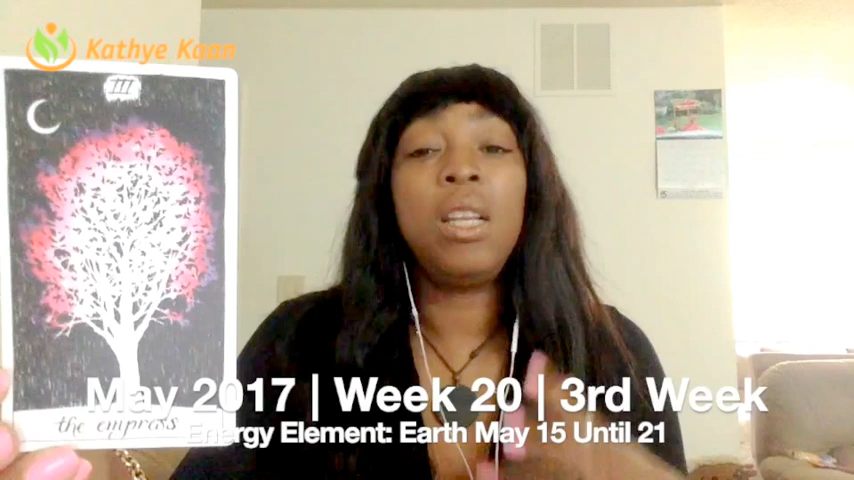 Kathye Kaan
III
May 2017 | Week 20 | 3rd Week
the empress
Energy Element: Earth May 15 Until 21